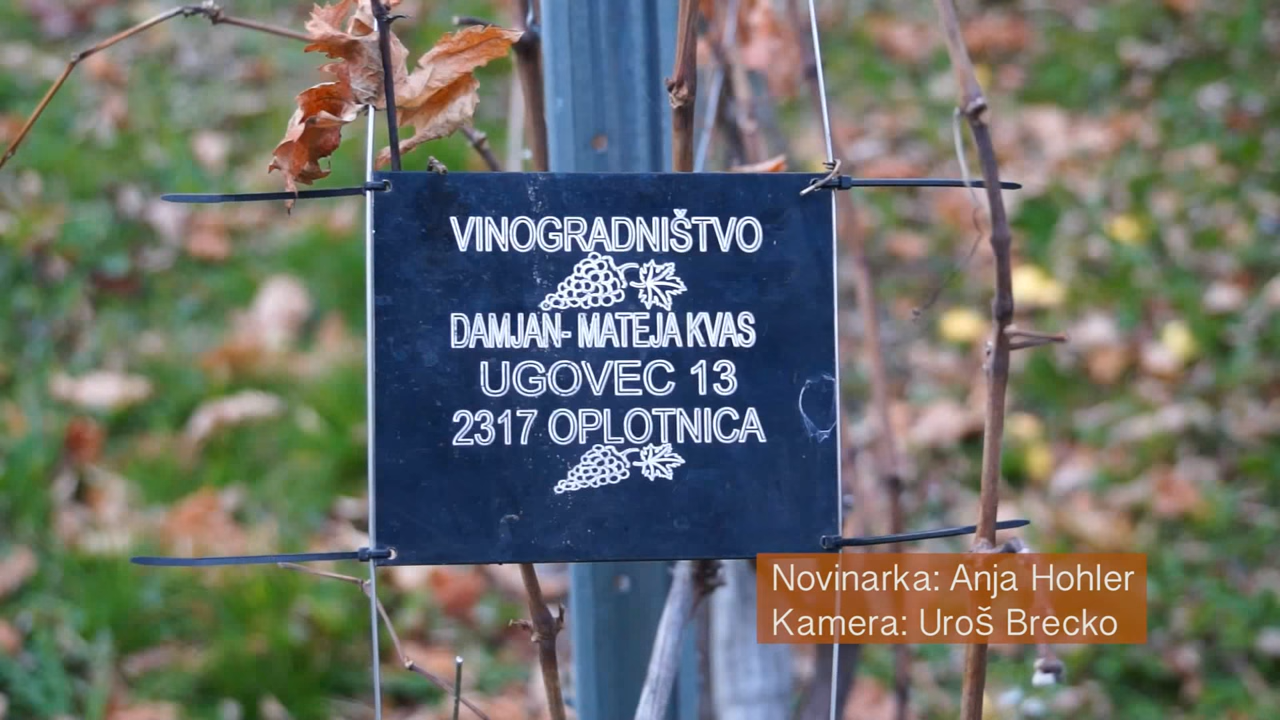 VINOGRADNIŠTVO
DAMJAN- MATEJA KVAS
UGOVEC 13
2317 OPLOTNICA
Novinarka: Anja Hohler
Kamera: Uroš Brecko